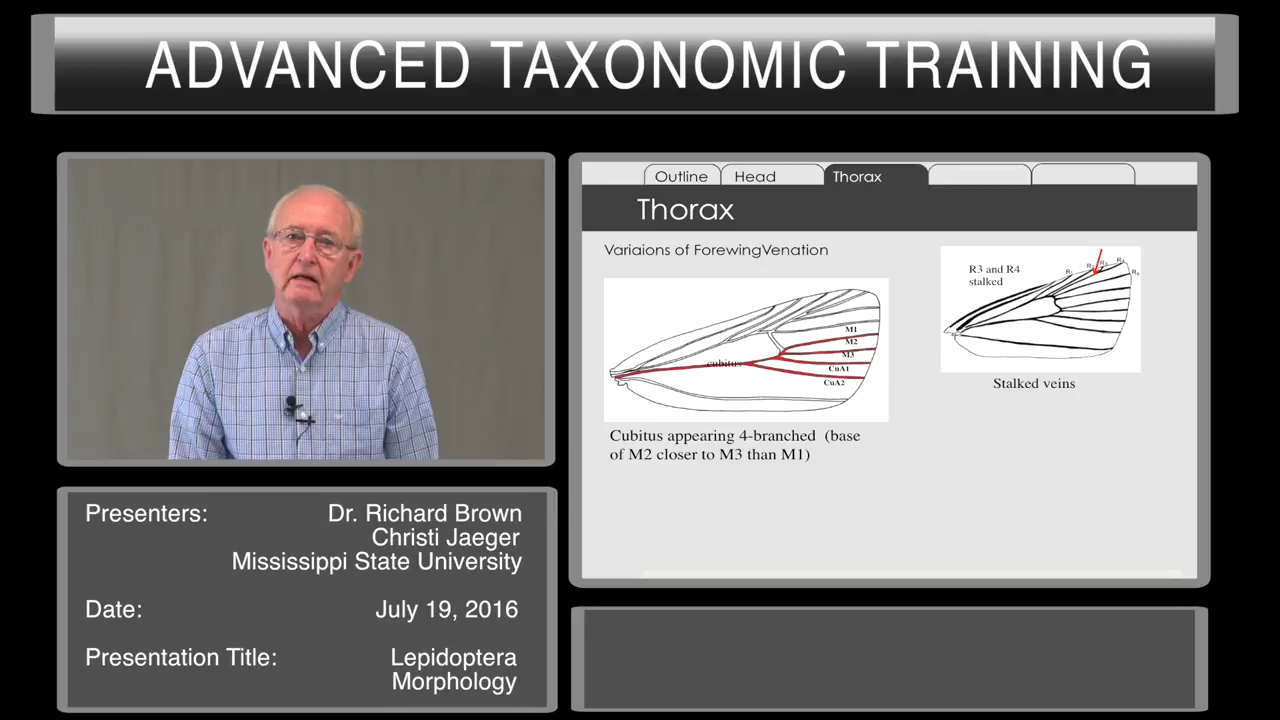 ADVANCED TAXONOMIC TRAINING
Outline
Head
Thorax
Thorax
Variaions of ForewingVenation
M1
M2
cubitus
M3
CuA1
CuA2
Cubitus appearing 4-branched (base
of M2 closer to M3 than M1)
R3 and R4
stalked
Stalked veins
Presenters: Dr. Richard Brown
Christi Jaeger
Mississippi State University
Date: July 19, 2016
Presentation Title: Lepidoptera
Morphology